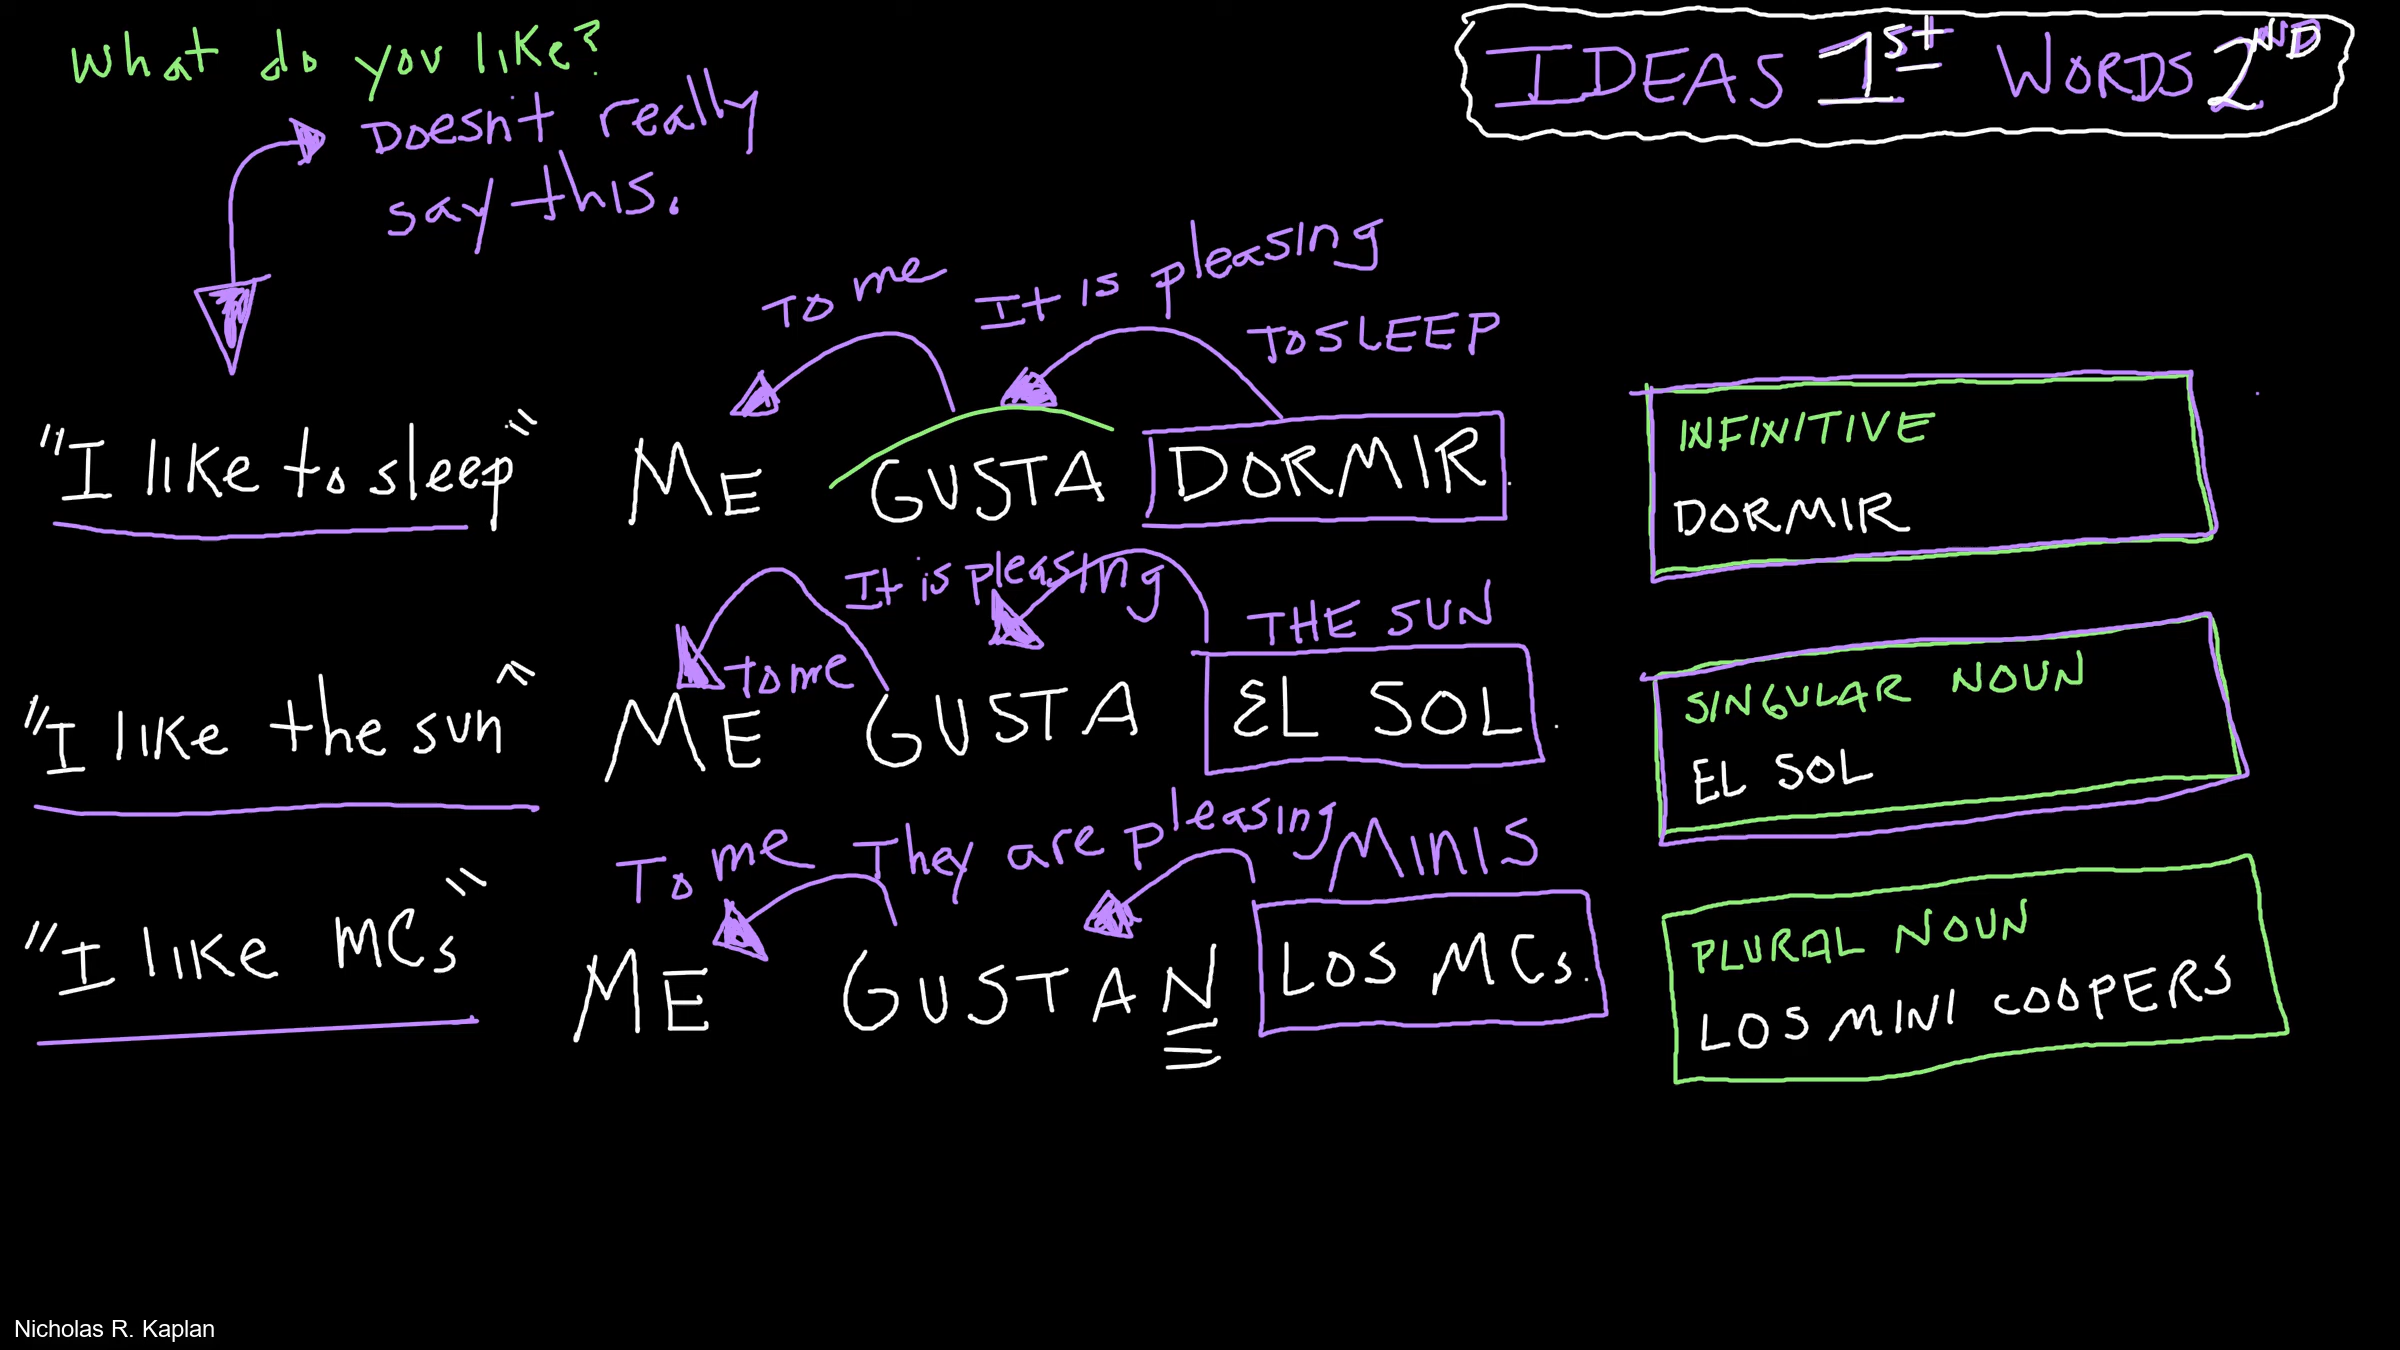 What do you like?
Doesn't really
say this.
IDEAS 1st WORDS 2ND
To me It is pleasing
TO SLEEP
"I like to sleep" ME GUSTA DORMIR.
INFINITIVE
DORMIR
It is pleasing
THE SUN
To me
"I like the sun" ME GUSTA EL SOL.
SINGULAR NOUN
EL SOL
To me They are pleasing MINIS
"I like MCs" ME GUSTAN LOS MCs.
PLURAL NOUN
LOS MINI COOPERS
Nicholas R. Kaplan